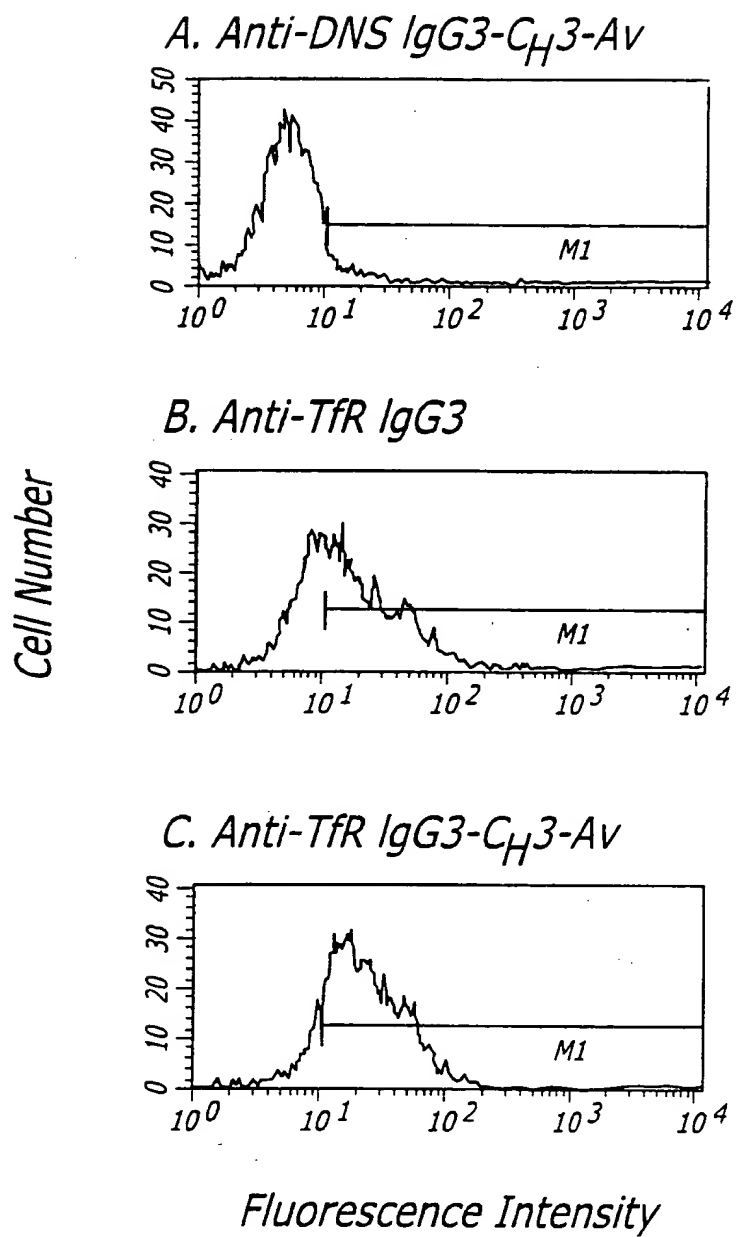 A. Anti-DNS IgG3-CH3-Av
50
40
30
20
10
0
M1
10^0 10^1 10^2 10^3 10^4
B. Anti-TfR IgG3
40
30
20
10
0
M1
10^0 10^1 10^2 10^3 10^4
Cell Number
C. Anti-TfR IgG3-CH3-Av
40
30
20
10
0
M1
10^0 10^1 10^2 10^3 10^4
Fluorescence Intensity